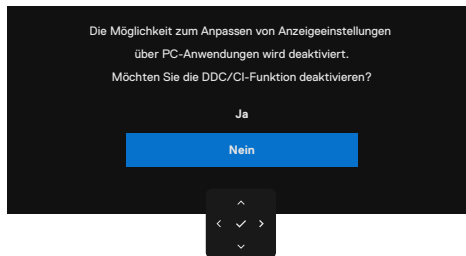 Die Möglichkeit zum Anpassen von Anzeigeeinstellungen
über PC-Anwendungen wird deaktiviert.
Möchten Sie die DDC/CI-Funktion deaktivieren?
Ja
Nein